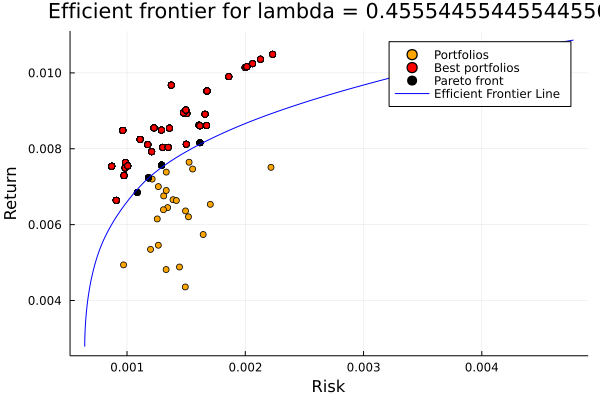 Efficient frontier for lambda = 0.4555445544554455
Portfolios
Best portfolios
Pareto front
Efficient Frontier Line
Return
0.010
0.008
0.006
0.004
0.001
0.002
0.003
0.004
Risk